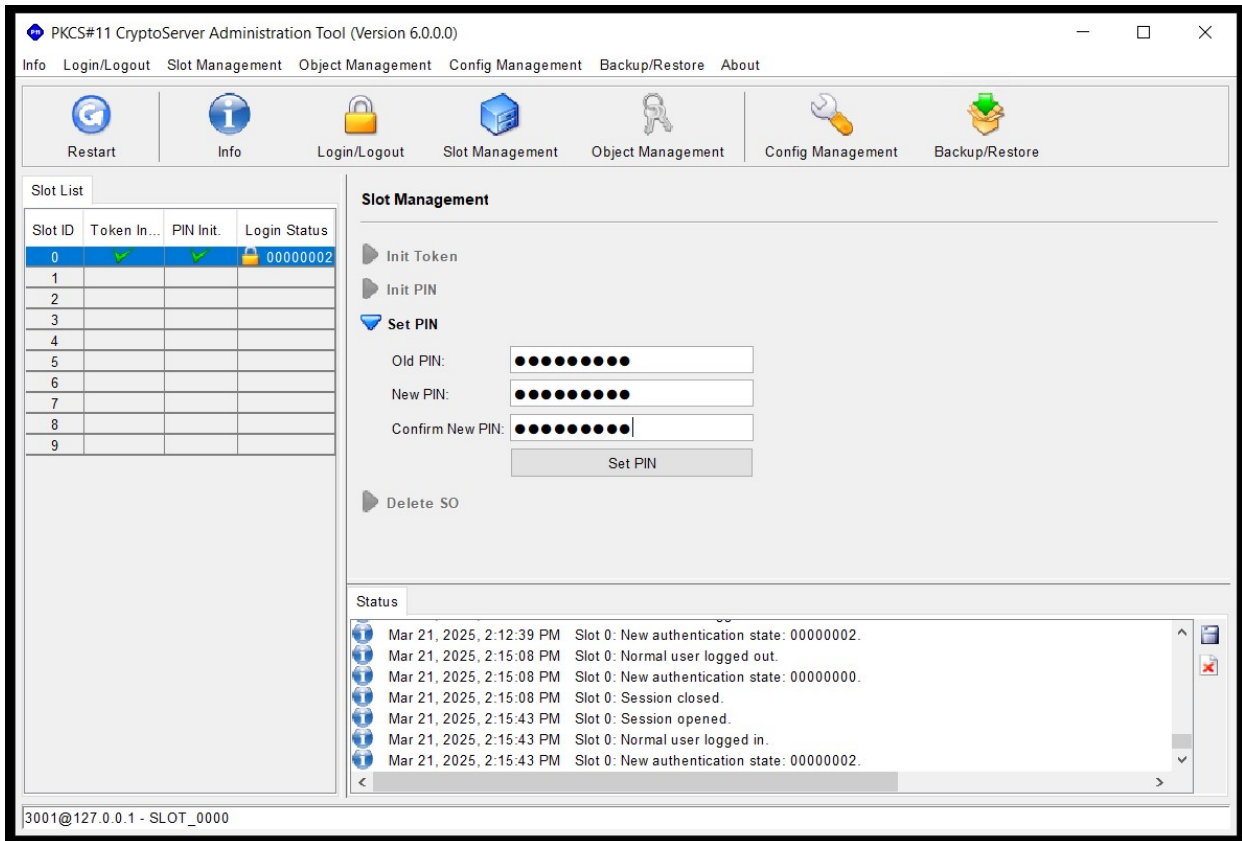 PKCS#11 CryptoServer Administration Tool (Version 6.0.0.0)
Info Login/Logout Slot Management Object Management Config Management Backup/Restore About
Restart Info Login/Logout Slot Management Object Management Config Management Backup/Restore
Slot List
Slot ID Token In... PIN Init. Login Status
0 00000002
1
2
3
4
5
6
7
8
9
Slot Management
Init Token
Init PIN
Set PIN
Old PIN: ●●●●●●●●●
New PIN: ●●●●●●●●●
Confirm New PIN: ●●●●●●●●●
Set PIN
Delete SO
Status
Mar 21, 2025, 2:12:39 PM Slot 0: New authentication state: 00000002.
Mar 21, 2025, 2:15:08 PM Slot 0: Normal user logged out.
Mar 21, 2025, 2:15:08 PM Slot 0: New authentication state: 00000000.
Mar 21, 2025, 2:15:08 PM Slot 0: Session closed.
Mar 21, 2025, 2:15:43 PM Slot 0: Session opened.
Mar 21, 2025, 2:15:43 PM Slot 0: Normal user logged in.
Mar 21, 2025, 2:15:43 PM Slot 0: New authentication state: 00000002.
3001@127.0.0.1 - SLOT_0000